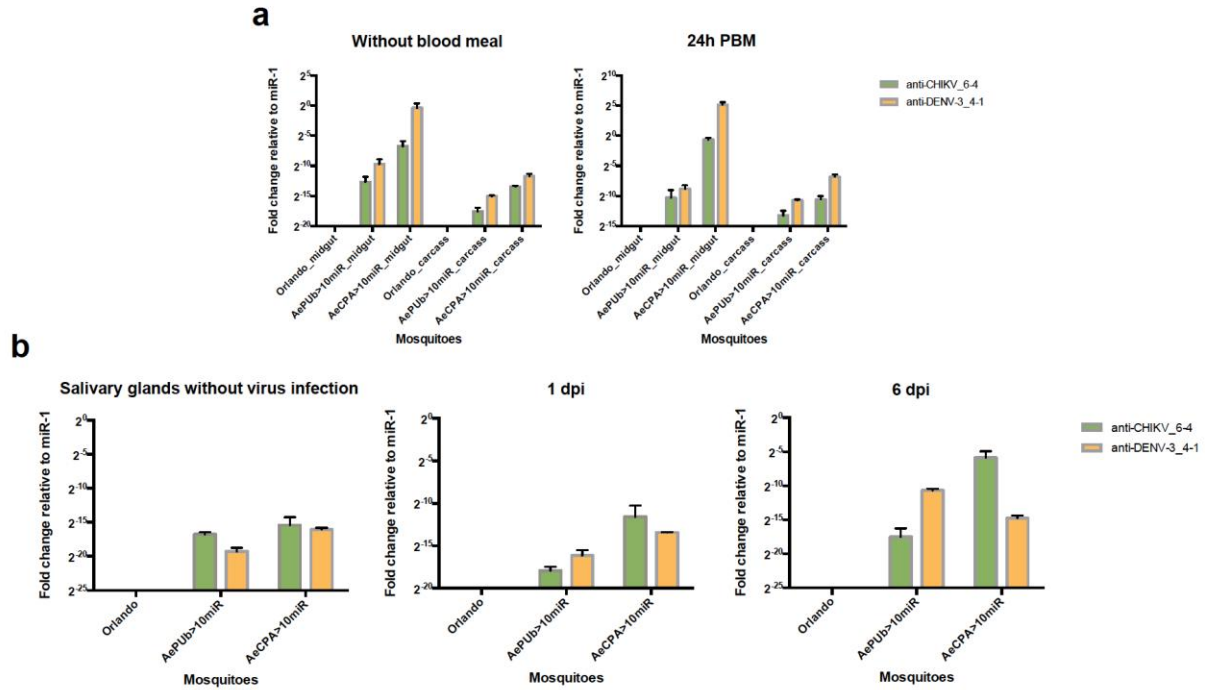 a
Without blood meal
24h PBM
Fold change relative to miR-1
2^5
2^0
2^-5
2^-10
2^-15
2^-20
Orlando_midgut
AePUb>10miR_midgut
AeCPA>10miR_midgut
Orlando_carcass
AePUb>10miR_carcass
AeCPA>10miR_carcass
Mosquitoes
Fold change relative to miR-1
2^10
2^5
2^0
2^-5
2^-10
2^-15
Orlando_midgut
AePUb>10miR_midgut
AeCPA>10miR_midgut
Orlando_carcass
AePUb>10miR_carcass
AeCPA>10miR_carcass
Mosquitoes
anti-CHIKV_6-4
anti-DENV-3_4-1
b
Salivary glands without virus infection
1 dpi
6 dpi
Fold change relative to miR-1
2^0
2^-5
2^-10
2^-15
2^-20
2^-25
Orlando
AePUb>10miR
AeCPA>10miR
Mosquitoes
Fold change relative to miR-1
2^0
2^-5
2^-10
2^-15
2^-20
Orlando
AePUb>10miR
AeCPA>10miR
Mosquitoes
Fold change relative to miR-1
2^0
2^-5
2^-10
2^-15
2^-20
2^-25
Orlando
AePUb>10miR
AeCPA>10miR
Mosquitoes
anti-CHIKV_6-4
anti-DENV-3_4-1